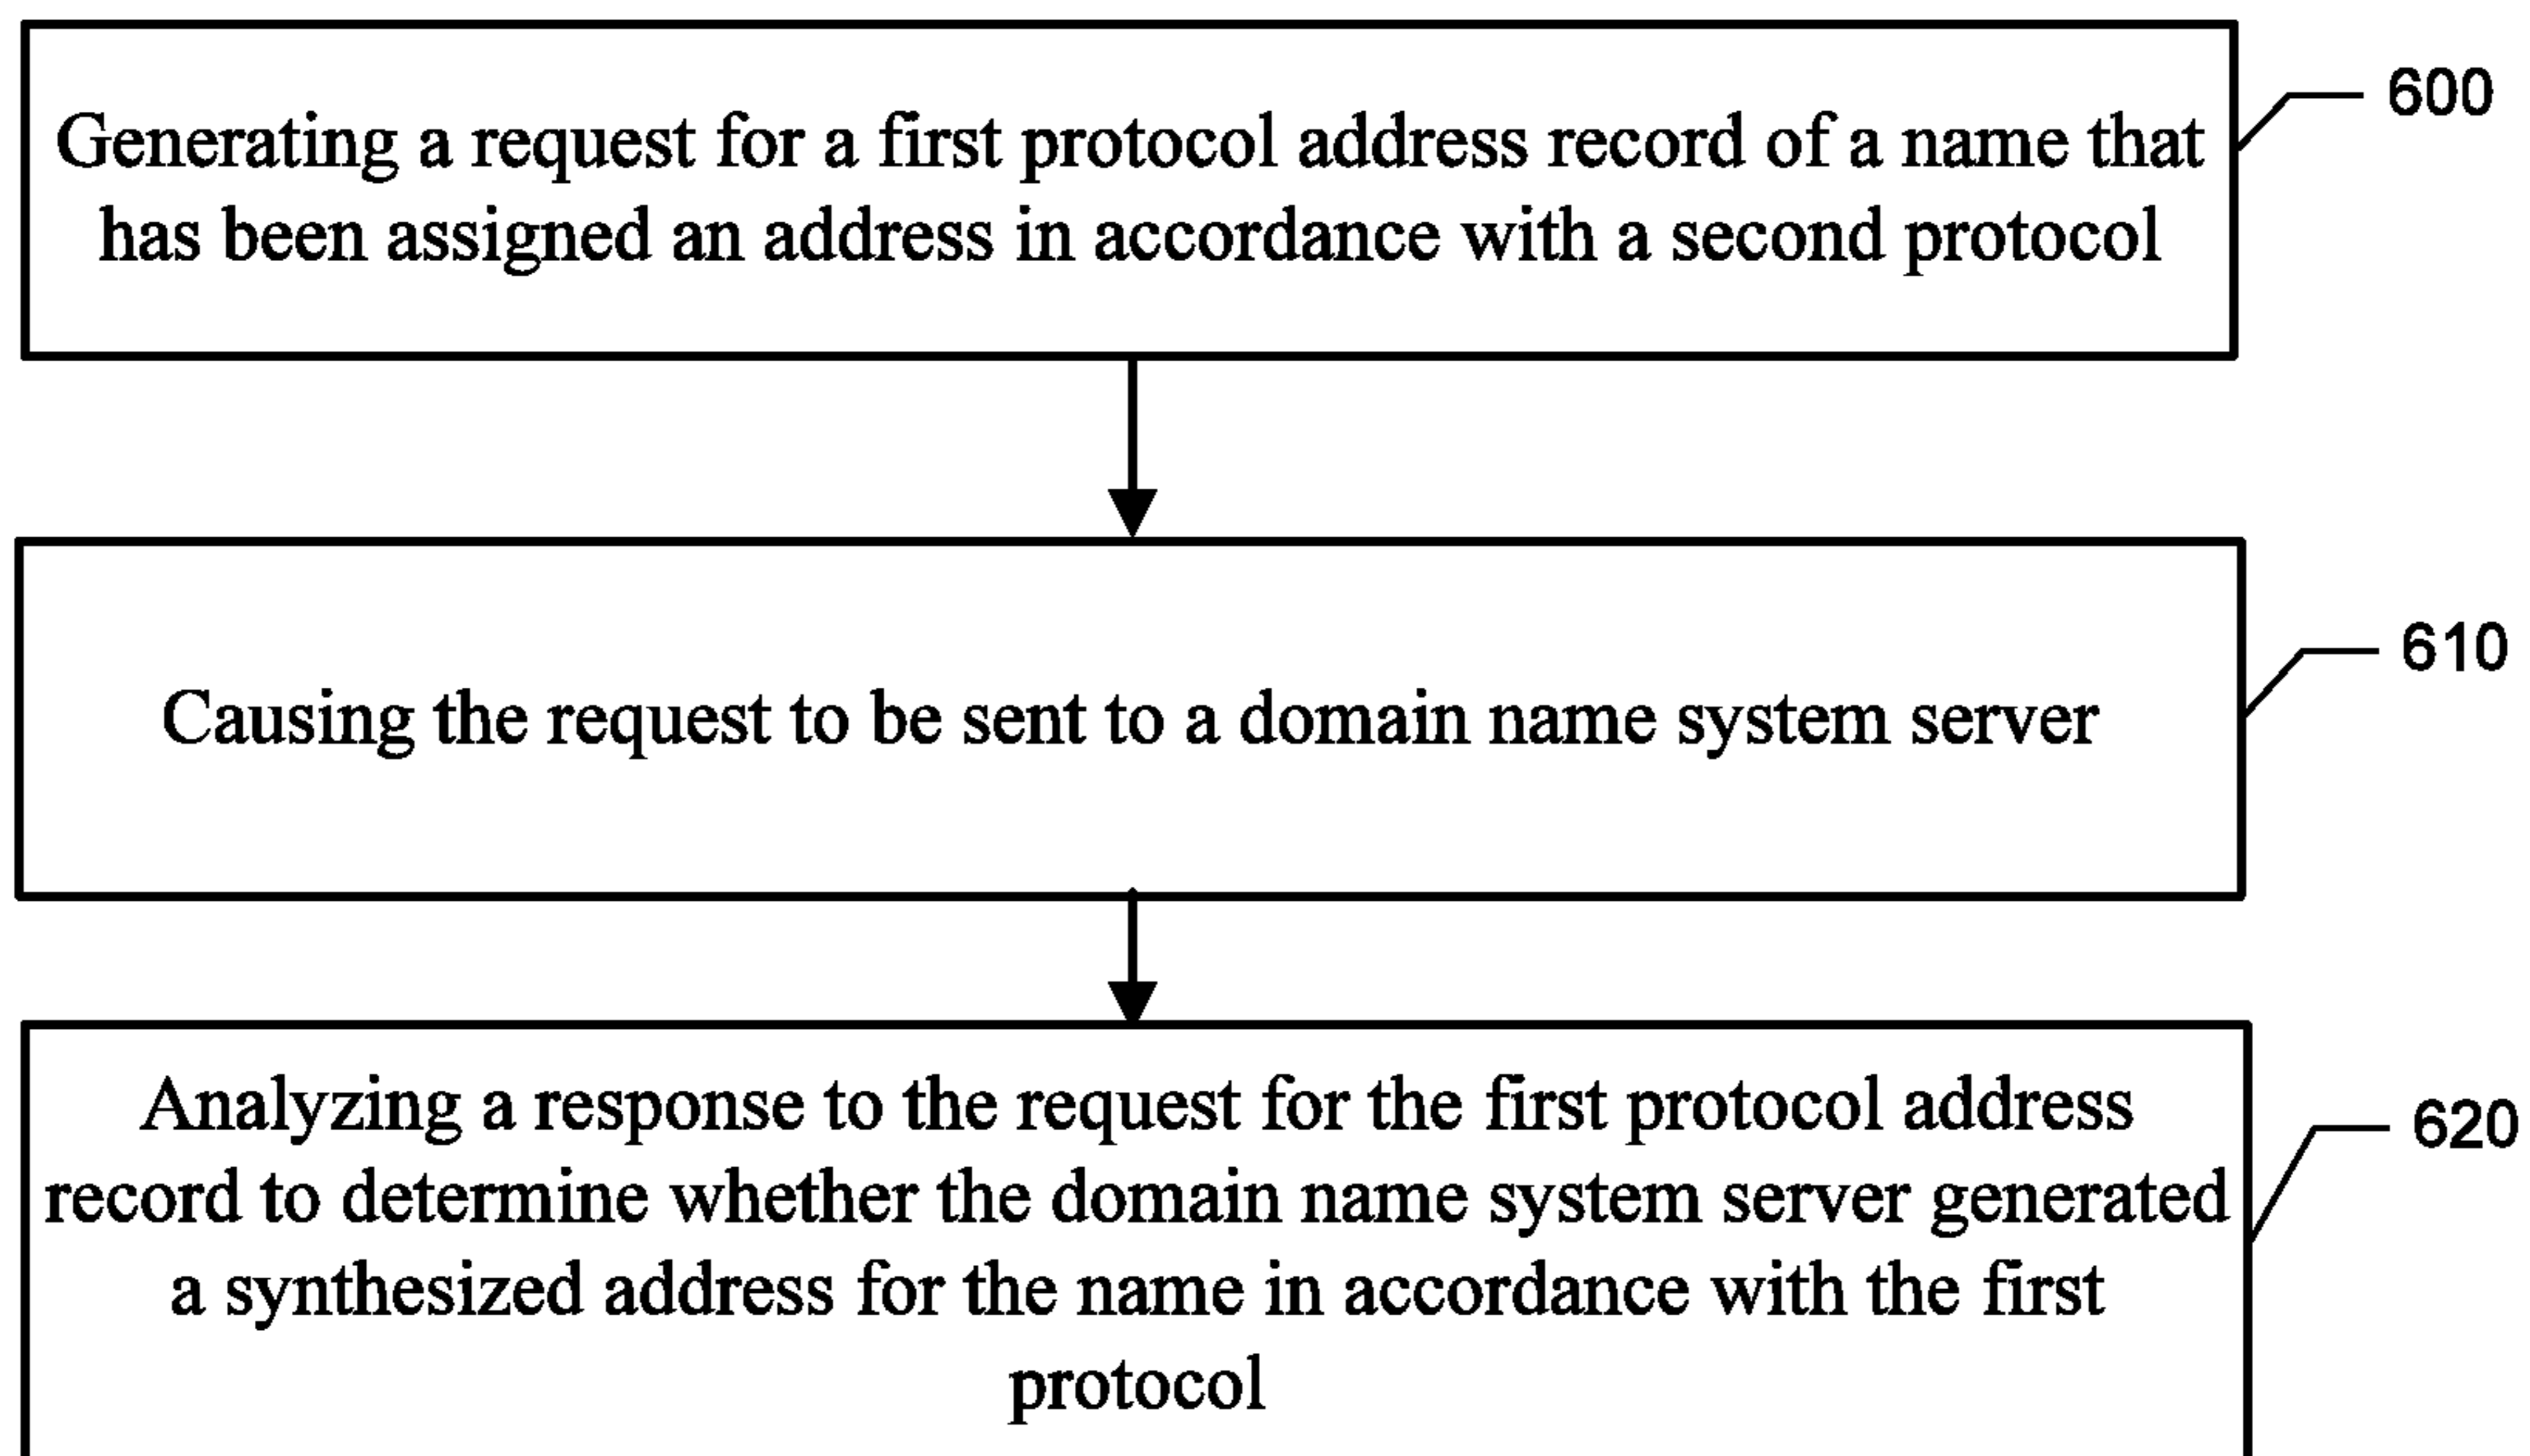 Generating a request for a first protocol address record of a name that
has been assigned an address in accordance with a second protocol
600
Causing the request to be sent to a domain name system server
610
Analyzing a response to the request for the first protocol address
record to determine whether the domain name system server generated
a synthesized address for the name in accordance with the first
protocol
620